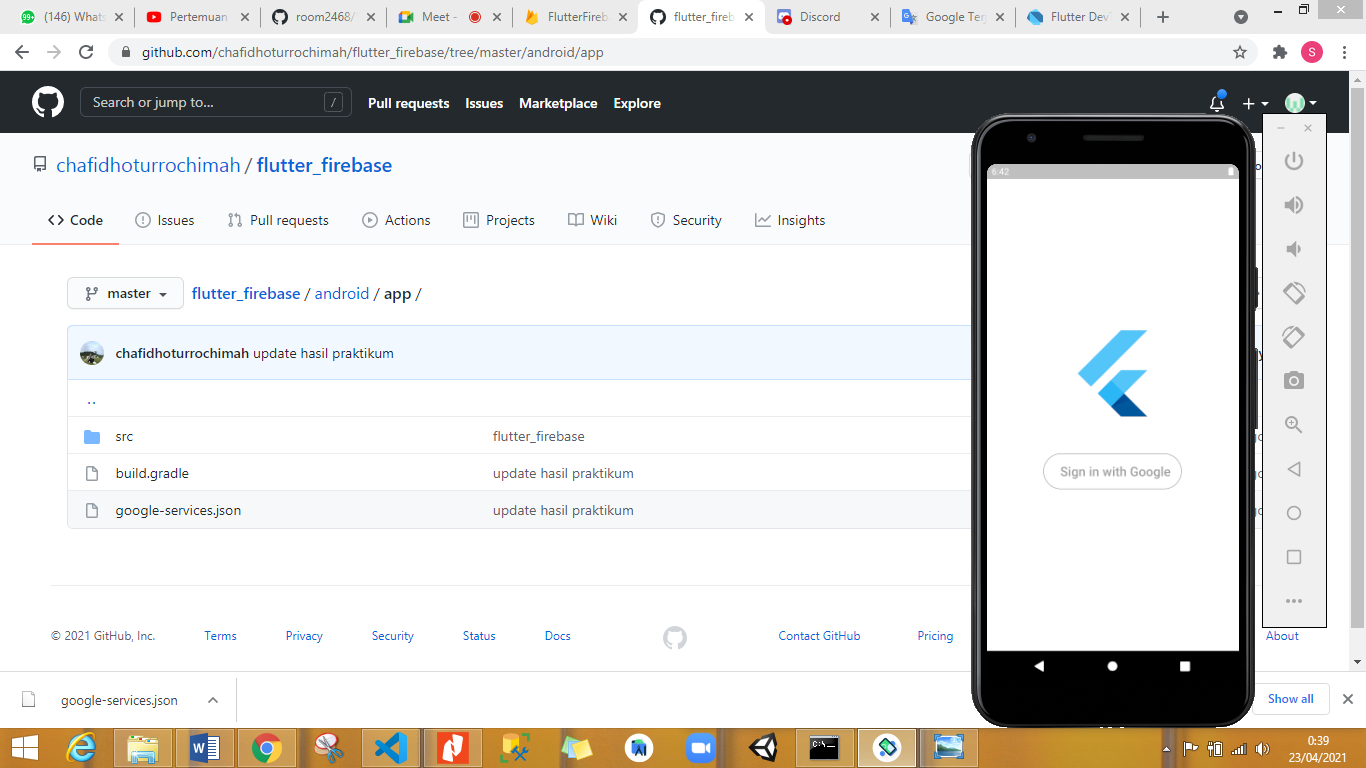 (146) Whats
Pertemuan
room2468/
Meet -
FlutterFireb
flutter_fireb
Discord
Google Ter
Flutter Dev
github.com/chafidhoturrochimah/flutter_firebase/tree/master/android/app
S
Search or jump to...
/
Pull requests
Issues
Marketplace
Explore
chafidhoturrochimah / flutter_firebase
Code
Issues
Pull requests
Actions
Projects
Wiki
Security
Insights
master
flutter_firebase / android / app /
chafidhoturrochimah update hasil praktikum
..
src
flutter_firebase
build.gradle
update hasil praktikum
google-services.json
update hasil praktikum
6:42
Sign in with Google
© 2021 GitHub, Inc.
Terms
Privacy
Security
Status
Docs
Contact GitHub
Pricing
About
google-services.json
Show all
0:39
23/04/2021